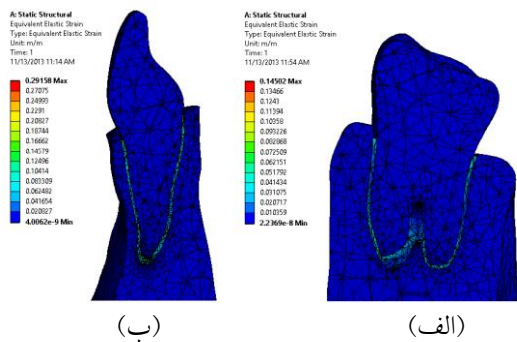 A: Static Structural
Equivalent Elastic Strain
Type: Equivalent Elastic Strain
Unit: m/m
Time: 1
11/13/2013 11:14 AM
0.29158 Max
0.27075
0.24993
0.2291
0.20827
0.18744
0.16662
0.14579
0.12496
0.10414
0.083309
0.062482
0.041654
0.020827
4.0062e-9 Min
A: Static Structural
Equivalent Elastic Strain
Type: Equivalent Elastic Strain
Unit: m/m
Time: 1
11/13/2013 11:54 AM
0.14502 Max
0.13466
0.1243
0.11394
0.10358
0.093226
0.082868
0.072509
0.062151
0.051792
0.041434
0.031075
0.020717
0.010359
2.2369e-8 Min
(ب)
(الف)